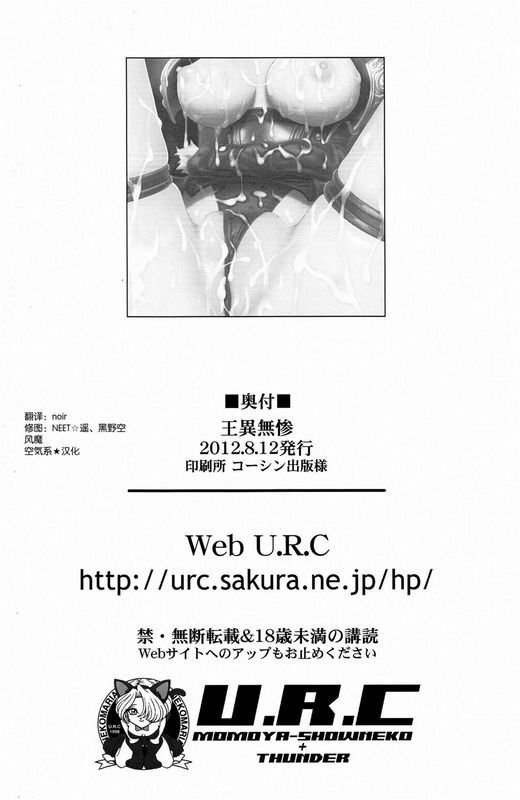 ■奥付■
王異無惨
2012.8.12発行
印刷所 コーシン出版様
翻译：noir
修图：NEET☆遥、黑野空
风魔
空気系★汉化
Web U.R.C
http://urc.sakura.ne.jp/hp/
禁・無断転載&18歳未満の購読
Webサイトへのアップもお止めください
NEKOMARIA
NEKOMARIA
U.R.C
1998
U.R.C
MOMOYA-SHOWNEKO
+
THUNDER